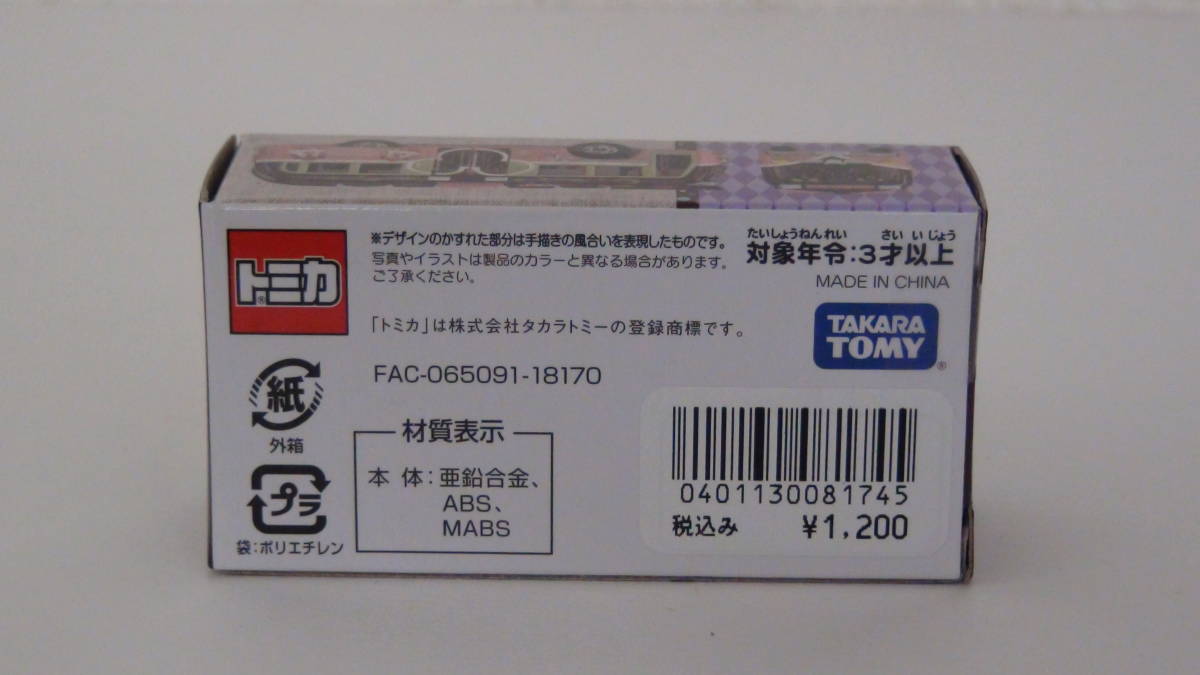 ※デザインのかすれた部分は手描きの風合いを表現したものです。
写真やイラストは製品のカラーと異なる場合があります。
ご了承ください。
たいしょうねんれい さい いじょう
対象年令:3才以上
MADE IN CHINA
トミカ®
「トミカ」は株式会社タカラトミーの登録商標です。
TAKARA
TOMY®
FAC-065091-18170
紙
外箱
プラ
袋:ポリエチレン
材質表示
本 体:亜鉛合金、
ABS、
MABS
0401130081745
税込み ¥1,200